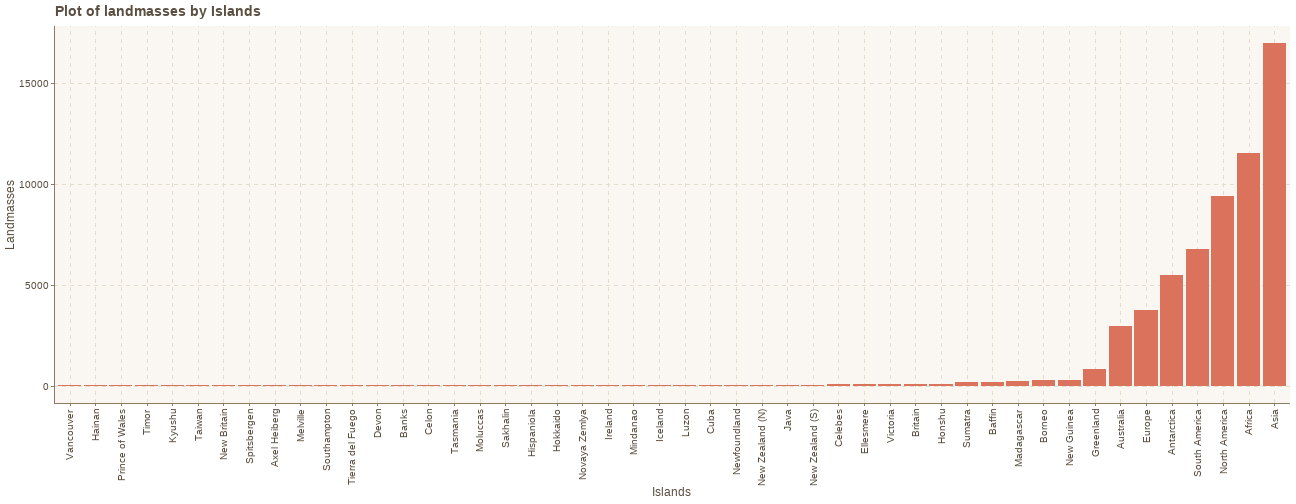 Plot of landmasses by Islands
Landmasses
15000
10000
5000
0
Vancouver
Hainan
Prince of Wales
Timor
Kyushu
Taiwan
New Britain
Spitsbergen
Axel Heiberg
Melville
Southampton
Tierra del Fuego
Devon
Banks
Celon
Tasmania
Moluccas
Sakhalin
Hispaniola
Hokkaido
Novaya Zemlya
Ireland
Mindanao
Iceland
Luzon
Cuba
Newfoundland
New Zealand (N)
Java
New Zealand (S)
Celebes
Ellesmere
Victoria
Britain
Honshu
Sumatra
Baffin
Madagascar
Borneo
New Guinea
Greenland
Australia
Europe
Antarctica
South America
North America
Africa
Asia
Islands